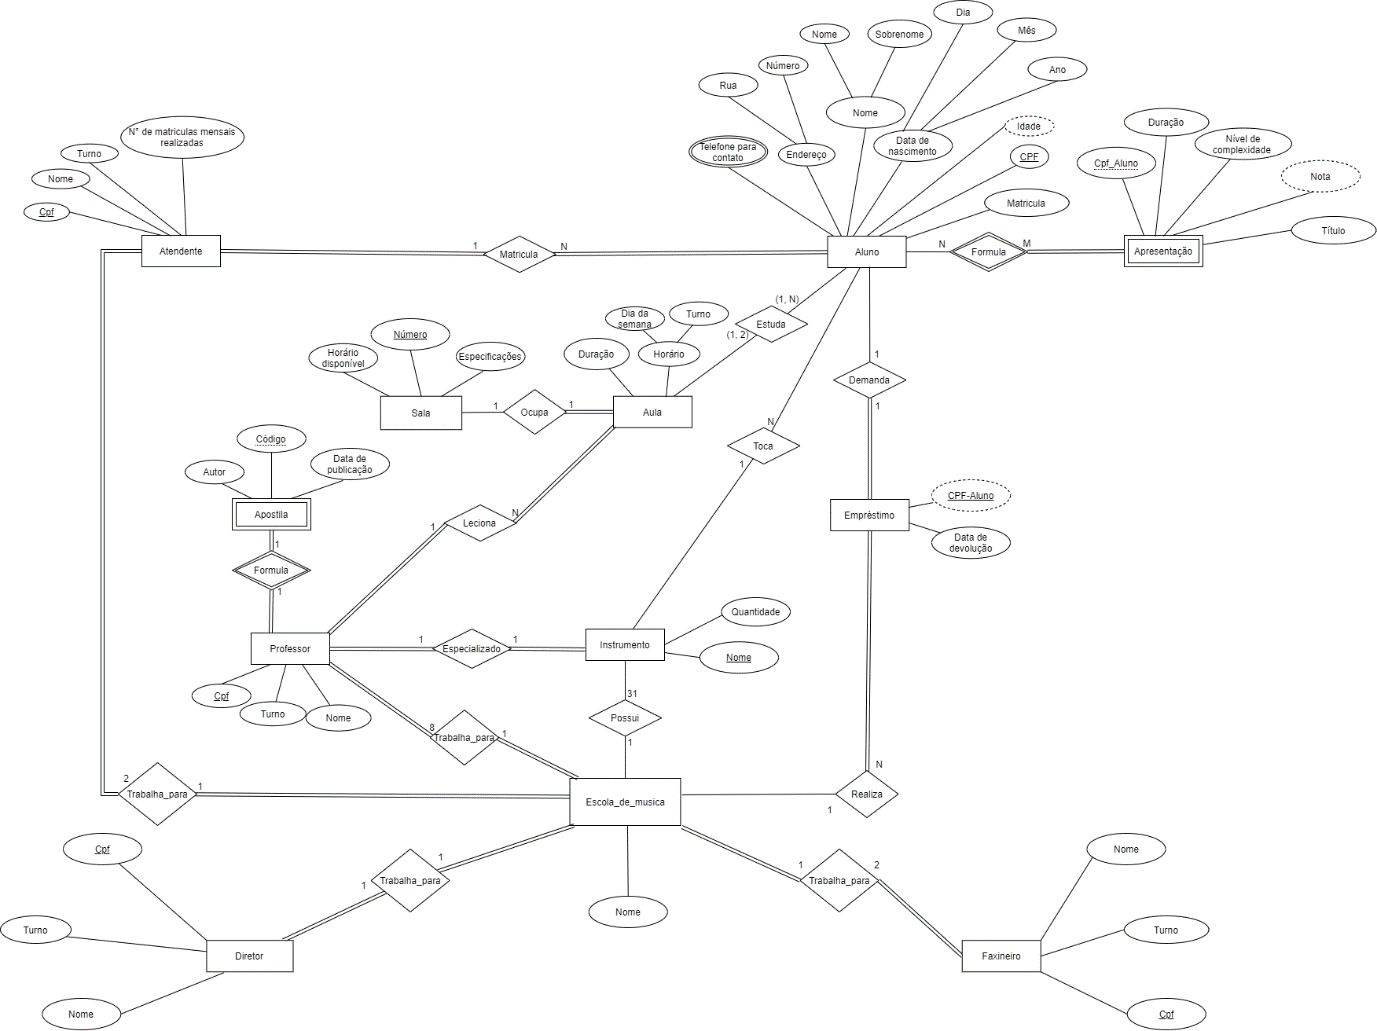 Dia
Nome
Sobrenome
Mês
Número
Ano
Rua
Nome
Idade
Duração
N° de matriculas mensais
realizadas
Turno
Nome
Cpf
Telefone para
contato
Endereço
Data de
nascimento
CPF
Matricula
Cpf_Aluno
Nível de
complexidade
Nota
Título
Atendente
1
Matricula
N
Aluno
N
Formula
M
Apresentação
(1, N)
Estuda
(1, 2)
Dia da
semana
Turno
Duração
Horário
Número
Horário
disponível
Especificações
Sala
1
Ocupa
1
Aula
1
Demanda
1
N
Toca
1
Código
Autor
Data de
publicação
Apostila
1
Formula
1
1
Leciona
N
Empréstimo
CPF-Aluno
Data de
devolução
Professor
1
Especializado
1
Instrumento
Quantidade
Nome
Cpf
Turno
Nome
8
Trabalha_para
1
31
Possui
1
2
Trabalha_para
1
Escola_de_musica
N
Realiza
1
Nome
Cpf
Turno
Nome
Diretor
1
Trabalha_para
1
1
Trabalha_para
2
Faxineiro
Nome
Turno
Cpf